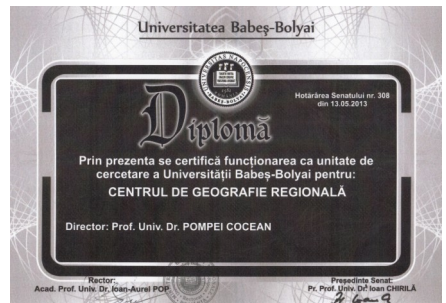 Universitatea Babeş-Bolyai
Hotărârea Senatului nr. 308
din 13.05.2013
Diplomă
Prin prezenta se certifică funcţionarea ca unitate de
cercetare a Universităţii Babeş-Bolyai pentru:
CENTRUL DE GEOGRAFIE REGIONALĂ
Director: Prof. Univ. Dr. POMPEI COCEAN
Rector:
Acad. Prof. Univ. Dr. Ioan-Aurel POP
Preşedinte Senat:
Pr. Prof. Univ. Dr. Ioan CHIRILĂ